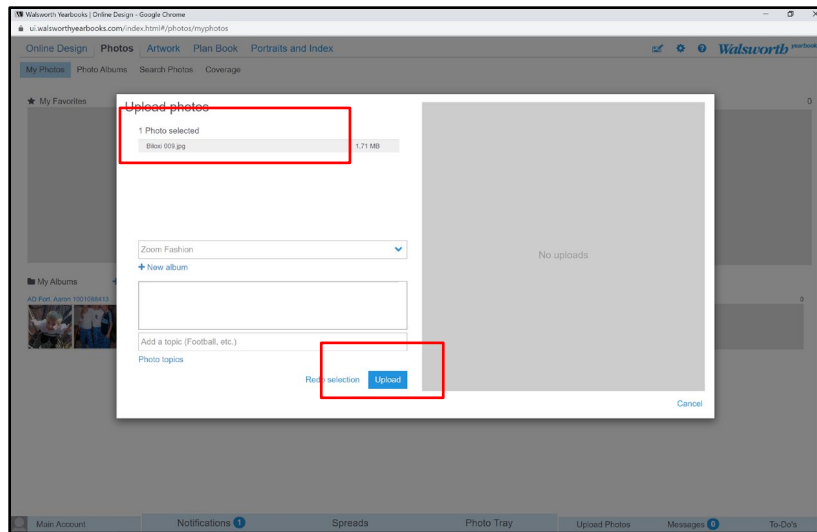 Walsworth Yearbooks | Online Design - Google Chrome
ui.walsworthyearbooks.com/index.html#/photos/myphotos
Online Design Photos Artwork Plan Book Portraits and Index Walsworth yearbooks
My Photos Photo Albums Search Photos Coverage
My Favorites 0
Upload photos
1 Photo selected
Biloxi 009.jpg 1.71 MB
Zoom Fashion
+ New album
No uploads
My Albums +
AD Fort, Aaron 1001088413 0
Add a topic (Football, etc.)
Photo topics
Redo selection Upload
Cancel
Main Account Notifications 1 Spreads Photo Tray Upload Photos Messages 0 To-Do's